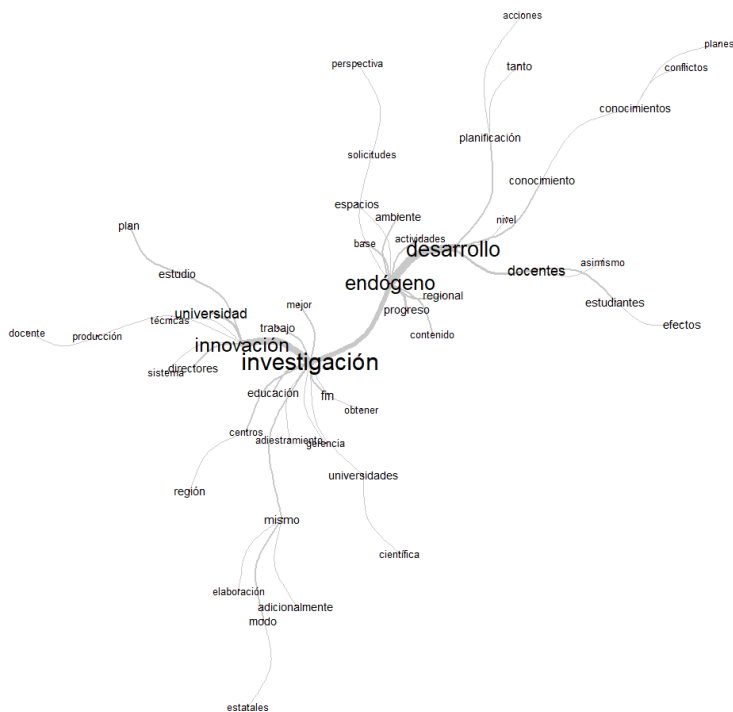 acciones
planes
perspectiva
tanto
conflictos
conocimientos
planificación
solicitudes
conocimiento
espacios
ambiente
nivel
plan
base
actividades
desarrollo
asimismo
estudio
docentes
endógeno
regional
estudiantes
mejor
progreso
universidad
técnicas
trabajo
efectos
docente
producción
contenido
innovación
investigación
sistema
directores
educación
fm
obtener
centros
adiestramiento
gerencia
región
universidades
mismo
científica
elaboración
adicionalmente
modo
estatales